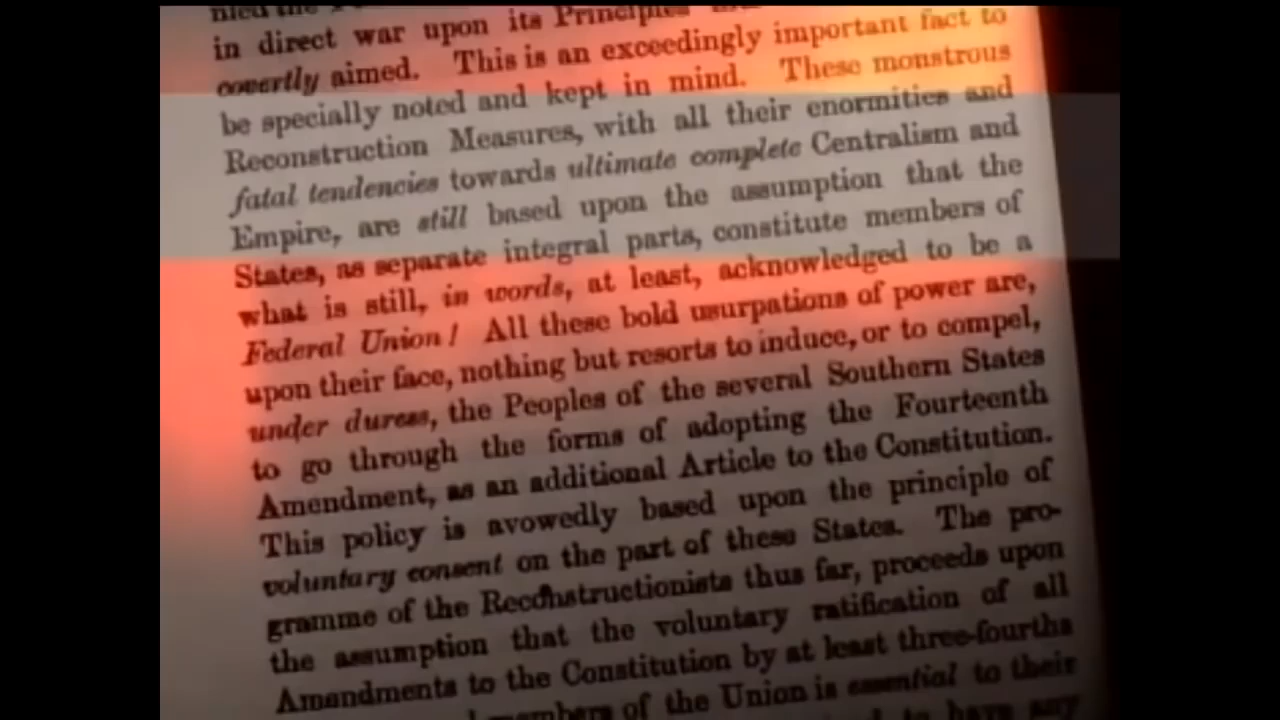 the
in direct war upon its Principles
covertly aimed. This is an exceedingly important fact to
be specially noted and kept in mind. These monstrous
Reconstruction Measures, with all their enormities and
fatal tendencies towards ultimate complete Centralism and
Empire, are still based upon the assumption that the
States, as separate integral parts, constitute members of
what is still, in words, at least, acknowledged to be a
Federal Union! All these bold usurpations of power are,
upon their face, nothing but resorts to induce, or to compel,
under duress, the Peoples of the several Southern States
to go through the forms of adopting the Fourteenth
Amendment, as an additional Article to the Constitution.
This policy is avowedly based upon the principle of
voluntary consent on the part of these States. The pro-
gramme of the Reconstructionists thus far, proceeds upon
the assumption that the voluntary ratification of all
Amendments to the Constitution by at least three-fourths
members of the Union is essential to their
to have any